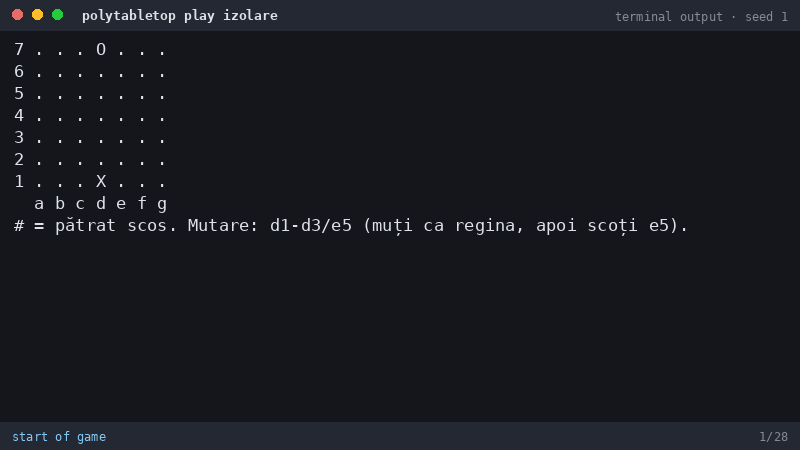 polytabletop play izolare
terminal output · seed 1
7 . . . O . . .
6 . . . . . . .
5 . . . . . . .
4 . . . . . . .
3 . . . . . . .
2 . . . . . . .
1 . . . X . . .
a b c d e f g
# = pătrat scos. Mutare: d1-d3/e5 (muți ca regina, apoi scoți e5).
start of game
1/28